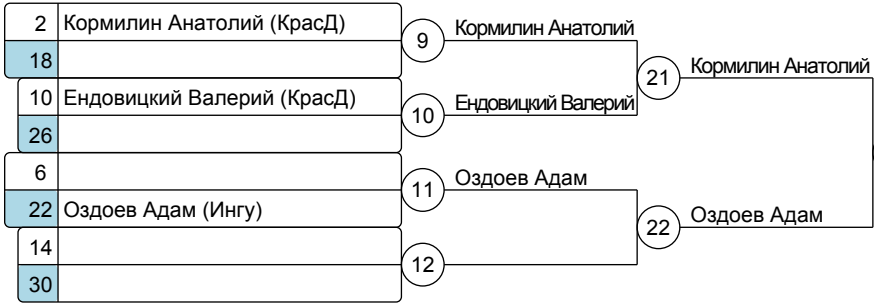 2 Кормилин Анатолий (КрасД)
18
9 Кормилин Анатолий
21 Кормилин Анатолий
10 Ендовицкий Валерий (КрасД)
26
10 Ендовицкий Валерий
6
22 Оздоев Адам (Ингу)
11 Оздоев Адам
22 Оздоев Адам
14
30
12